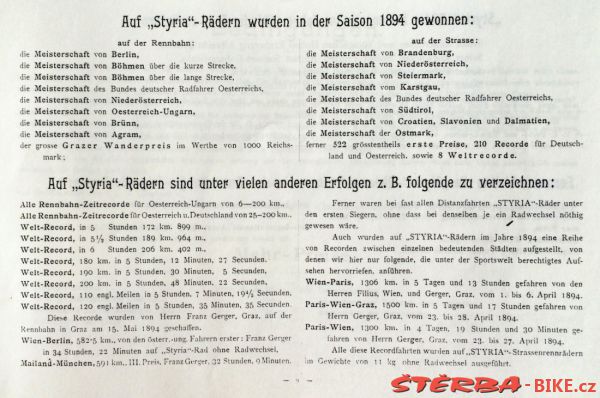 Auf „Styria“-Rädern wurden in der Saison 1894 gewonnen:
auf der Rennbahn:
die Meisterschaft von Berlin,
die Meisterschaft von Böhmen über die kurze Strecke,
die Meisterschaft von Böhmen über die lange Strecke,
die Meisterschaft des Bundes deutscher Radfahrer Oesterreichs,
die Meisterschaft von Niederösterreich,
die Meisterschaft von Oesterreich-Ungarn,
die Meisterschaft von Brünn,
die Meisterschaft von Agram,
der grosse Grazer Wanderpreis im Werthe von 1000 Reichs-
mark;
auf der Strasse:
die Meisterschaft von Brandenburg,
die Meisterschaft von Niederösterreich,
die Meisterschaft von Steiermark,
die Meisterschaft vom Karstgau,
die Meisterschaft des Bundes deutscher Radfahrer Oesterreichs,
die Meisterschaft von Südtirol,
die Meisterschaft von Croatien, Slavonien und Dalmatien,
die Meisterschaft der Ostmark,
ferner 522 grösstentheils erste Preise, 210 Recorde für Deutsch-
land und Oesterreich, sowie 8 Weltrecorde.
Auf „Styria“-Rädern sind unter vielen anderen Erfolgen z. B. folgende zu verzeichnen:
Alle Rennbahn-Zeitrecorde für Oesterreich-Ungarn von 6—200 km.,
Alle Rennbahn-Zeitrecorde für Oesterreich u. Deutschland von 25—200 km.,
Welt-Record, in 5 Stunden 172 km. 899 m.,
Welt-Record, in 5½ Stunden 189 km. 964 m.,
Welt-Record, in 6 Stunden 206 km. 402 m.,
Welt-Record, 180 km. in 5 Stunden, 12 Minuten, 27 Secunden.
Welt-Record, 190 km. in 5 Stunden, 30 Minuten, 5 Secunden.
Welt-Record, 200 km. in 5 Stunden, 48 Minuten, 22 Secunden,
Welt-Record, 110 engl. Meilen in 5 Stunden, 7 Minuten, 19⅘ Secunden,
Welt-Record, 120 engl. Meilen in 5 Stunden, 35 Minuten, 35 Secunden.
Diese Recorde wurden von Herrn Franz Gerger, Graz, auf der
Rennbahn in Graz am 15. Mai 1894 geschaffen.
Wien-Berlin, 582·5 km., von den österr.-ung. Fahrern erster: Franz Gerger
in 34 Stunden, 22 Minuten auf „Styria“-Rad ohne Radwechsel,
Mailand-München, 591 km., III. Preis, Franz Gerger, 32 Stunden, 9 Minuten.
Ferner waren bei fast allen Distanzfahrten „STYRIA“-Räder unter
den ersten Siegern, ohne dass bei denselben je ein Radwechsel nöthig
gewesen wäre.
Auch wurden auf „STYRIA“-Rädern im Jahre 1894 eine Reihe
von Recorden zwischen einzelnen bedeutenden Städten aufgestellt, von
denen wir hier nur folgende, die unter der Sportswelt berechtigtes Auf-
sehen hervorriefen, anführen.
Wien-Paris, 1306 km. in 5 Tagen und 13 Stunden gefahren von den
Herren Filius, Wien, und Gerger, Graz, vom 1. bis 6. April 1894.
Paris-Wien-Graz, 1500 km. in 5 Tagen und 17 Stunden gefahren von
Herrn Gerger, Graz, vom 23. bis 28. April 1894.
Paris-Wien, 1300 km. in 4 Tagen, 19 Stunden und 30 Minuten ge-
fahren von Herrn Gerger, Graz, vom 23. bis 27. April 1894.
Alle diese Recordfahrten wurden auf „STYRIA“-Strassenrennrädern
im Gewichte von 11 kg ohne Radwechsel ausgeführt.
ŠTĚRBA-BIKE.cz